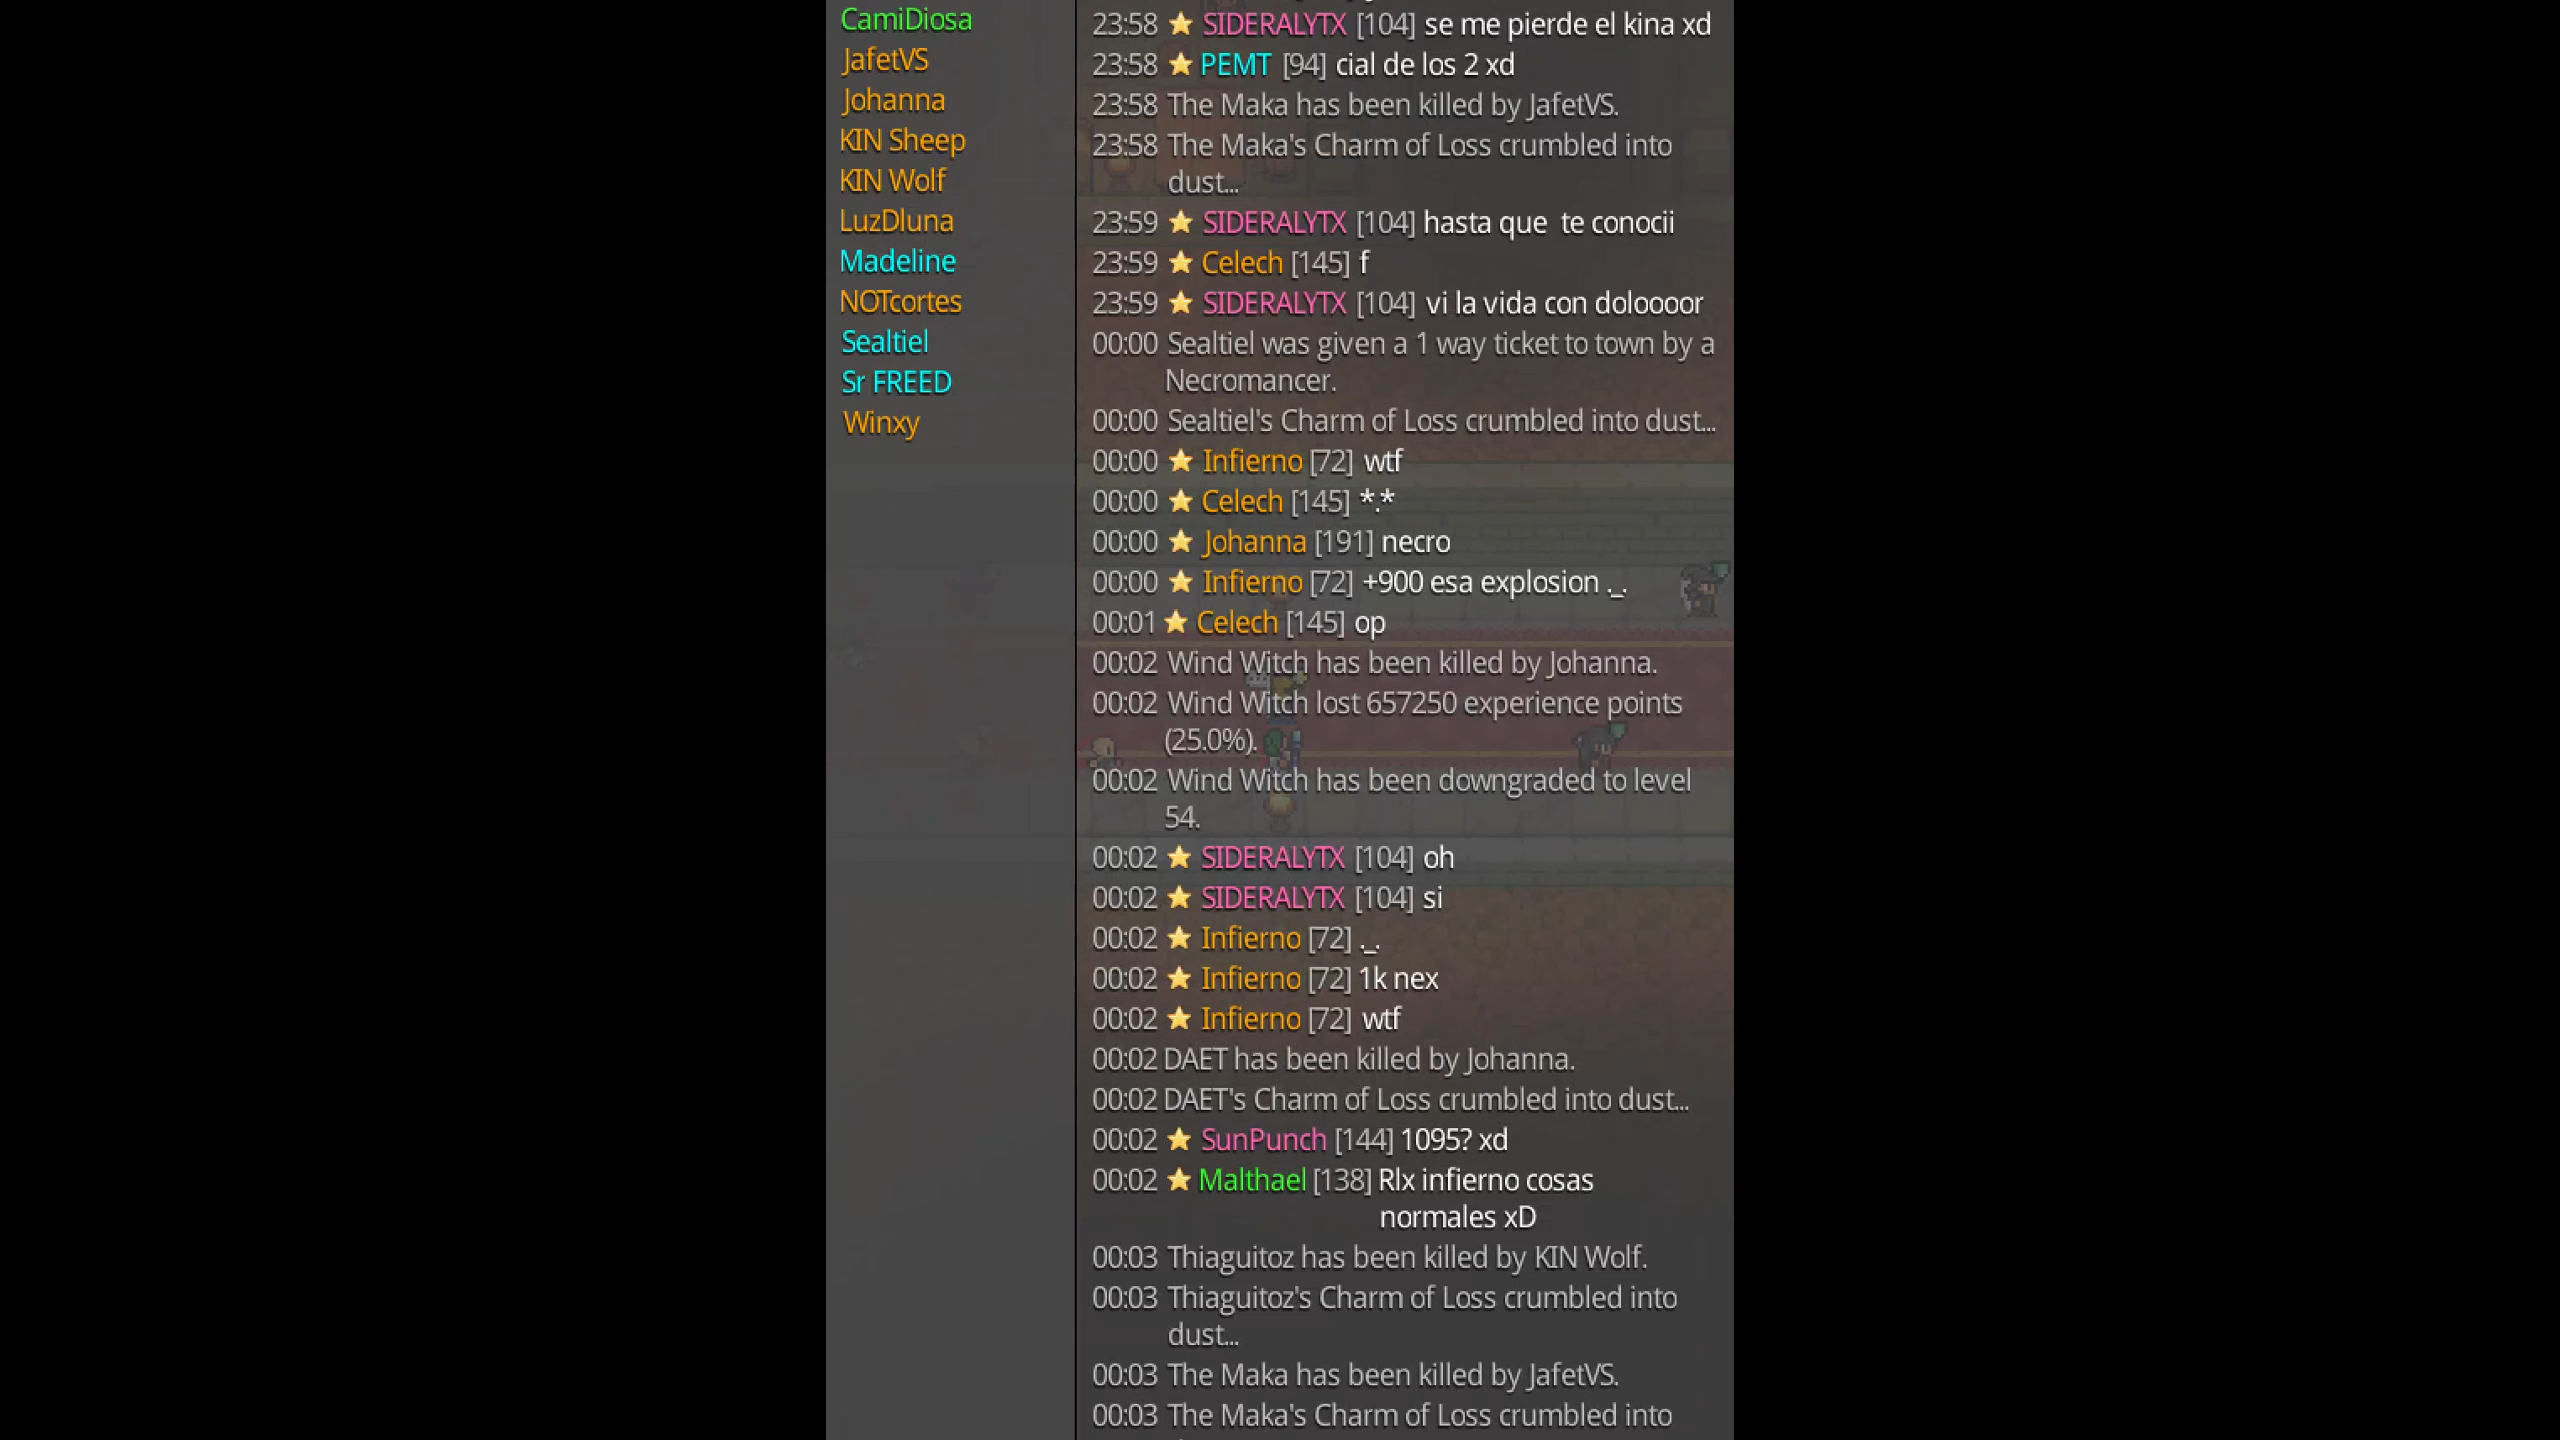 CamiDiosa
JafetVS
Johanna
KIN Sheep
KIN Wolf
LuzDluna
Madeline
NOTcortes
Sealtiel
Sr FREED
Winxy
23:58 SIDERALYTX [104] se me pierde el kina xd
23:58 PEMT [94] cial de los 2 xd
23:58 The Maka has been killed by JafetVS.
23:58 The Maka's Charm of Loss crumbled into
dust...
23:59 SIDERALYTX [104] hasta que te conocii
23:59 Celech [145] f
23:59 SIDERALYTX [104] vi la vida con doloooor
00:00 Sealtiel was given a 1 way ticket to town by a
Necromancer.
00:00 Sealtiel's Charm of Loss crumbled into dust...
00:00 Infierno [72] wtf
00:00 Celech [145] *.*
00:00 Johanna [191] necro
00:00 Infierno [72] +900 esa explosion ._.
00:01 Celech [145] op
00:02 Wind Witch has been killed by Johanna.
00:02 Wind Witch lost 657250 experience points
(25.0%).
00:02 Wind Witch has been downgraded to level
54.
00:02 SIDERALYTX [104] oh
00:02 SIDERALYTX [104] si
00:02 Infierno [72] ._.
00:02 Infierno [72] 1k nex
00:02 Infierno [72] wtf
00:02 DAET has been killed by Johanna.
00:02 DAET's Charm of Loss crumbled into dust...
00:02 SunPunch [144] 1095? xd
00:02 Malthael [138] Rlx infierno cosas
normales xD
00:03 Thiaguitoz has been killed by KIN Wolf.
00:03 Thiaguitoz's Charm of Loss crumbled into
dust...
00:03 The Maka has been killed by JafetVS.
00:03 The Maka's Charm of Loss crumbled into